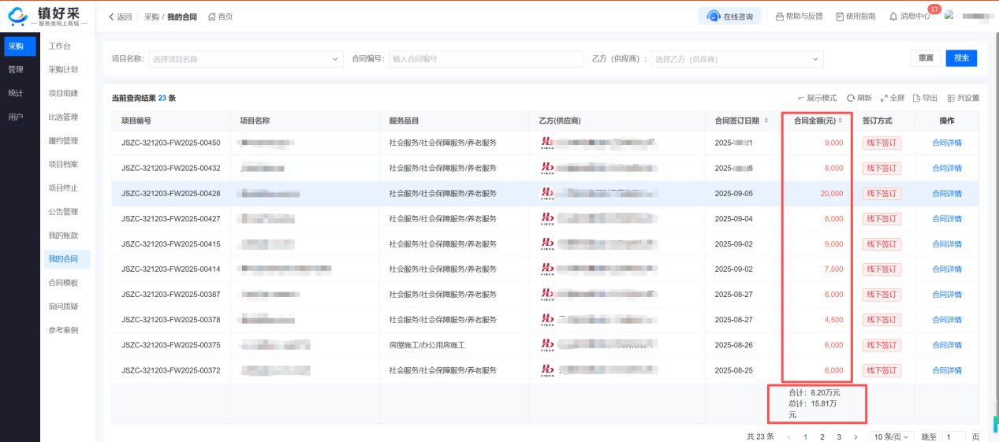 镇好采
服务类网上商城
返回 采购 / 我的合同 首页
在线咨询 帮助与反馈 使用指南 消息中心 17
采购
管理
统计
用户
工作台
采购计划
项目组建
比选管理
履约管理
项目档案
项目终止
公告管理
我的账款
我的合同
合同模板
询问质疑
参考案例
项目名称: 选择项目名称 合同编号: 输入合同编号 乙方（供应商）: 选择乙方（供应商） 重置 搜索
当前查询结果 23 条 展示模式 刷新 全屏 导出 列设置
项目编号 项目名称 服务品目 乙方(供应商) 合同签订日期 合同金额(元) 签订方式 操作
JSZC-321203-FW2025-00450 社会服务/社会保障服务/养老服务 2025- 1 9,000 线下签订 合同详情
JSZC-321203-FW2025-00432 社会服务/社会保障服务/养老服务 2025- 8 8,000 线下签订 合同详情
JSZC-321203-FW2025-00428 社会服务/社会保障服务/养老服务 2025-09-05 20,000 线下签订 合同详情
JSZC-321203-FW2025-00427 社会服务/社会保障服务/养老服务 2025-09-04 6,000 线下签订 合同详情
JSZC-321203-FW2025-00415 社会服务/社会保障服务/养老服务 2025-09-02 9,000 线下签订 合同详情
JSZC-321203-FW2025-00414 社会服务/社会保障服务/养老服务 2025-09-02 7,500 线下签订 合同详情
JSZC-321203-FW2025-00387 社会服务/社会保障服务/养老服务 2025-08-27 6,000 线下签订 合同详情
JSZC-321203-FW2025-00378 社会服务/社会保障服务/养老服务 2025-08-27 4,500 线下签订 合同详情
JSZC-321203-FW2025-00375 房屋施工/办公用房施工 2025-08-26 6,000 线下签订 合同详情
JSZC-321203-FW2025-00372 社会服务/社会保障服务/养老服务 2025-08-25 6,000 线下签订 合同详情
合计: 8.20万元
总计: 15.81万
元
共 23 条 1 2 3 10 条/页 跳至 1 页